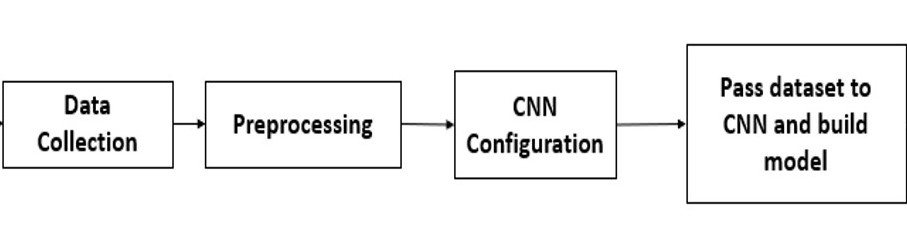 Data
Collection
Preprocessing
CNN
Configuration
Pass dataset to
CNN and build
model